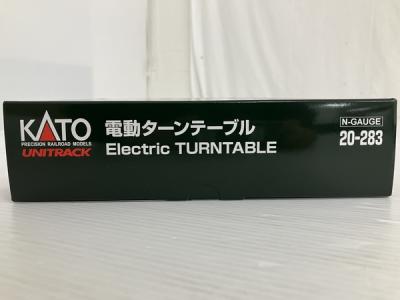 KATO
PRECISION RAILROAD MODELS
UNITRACK
電動ターンテーブル
Electric TURNTABLE
N-GAUGE
20-283